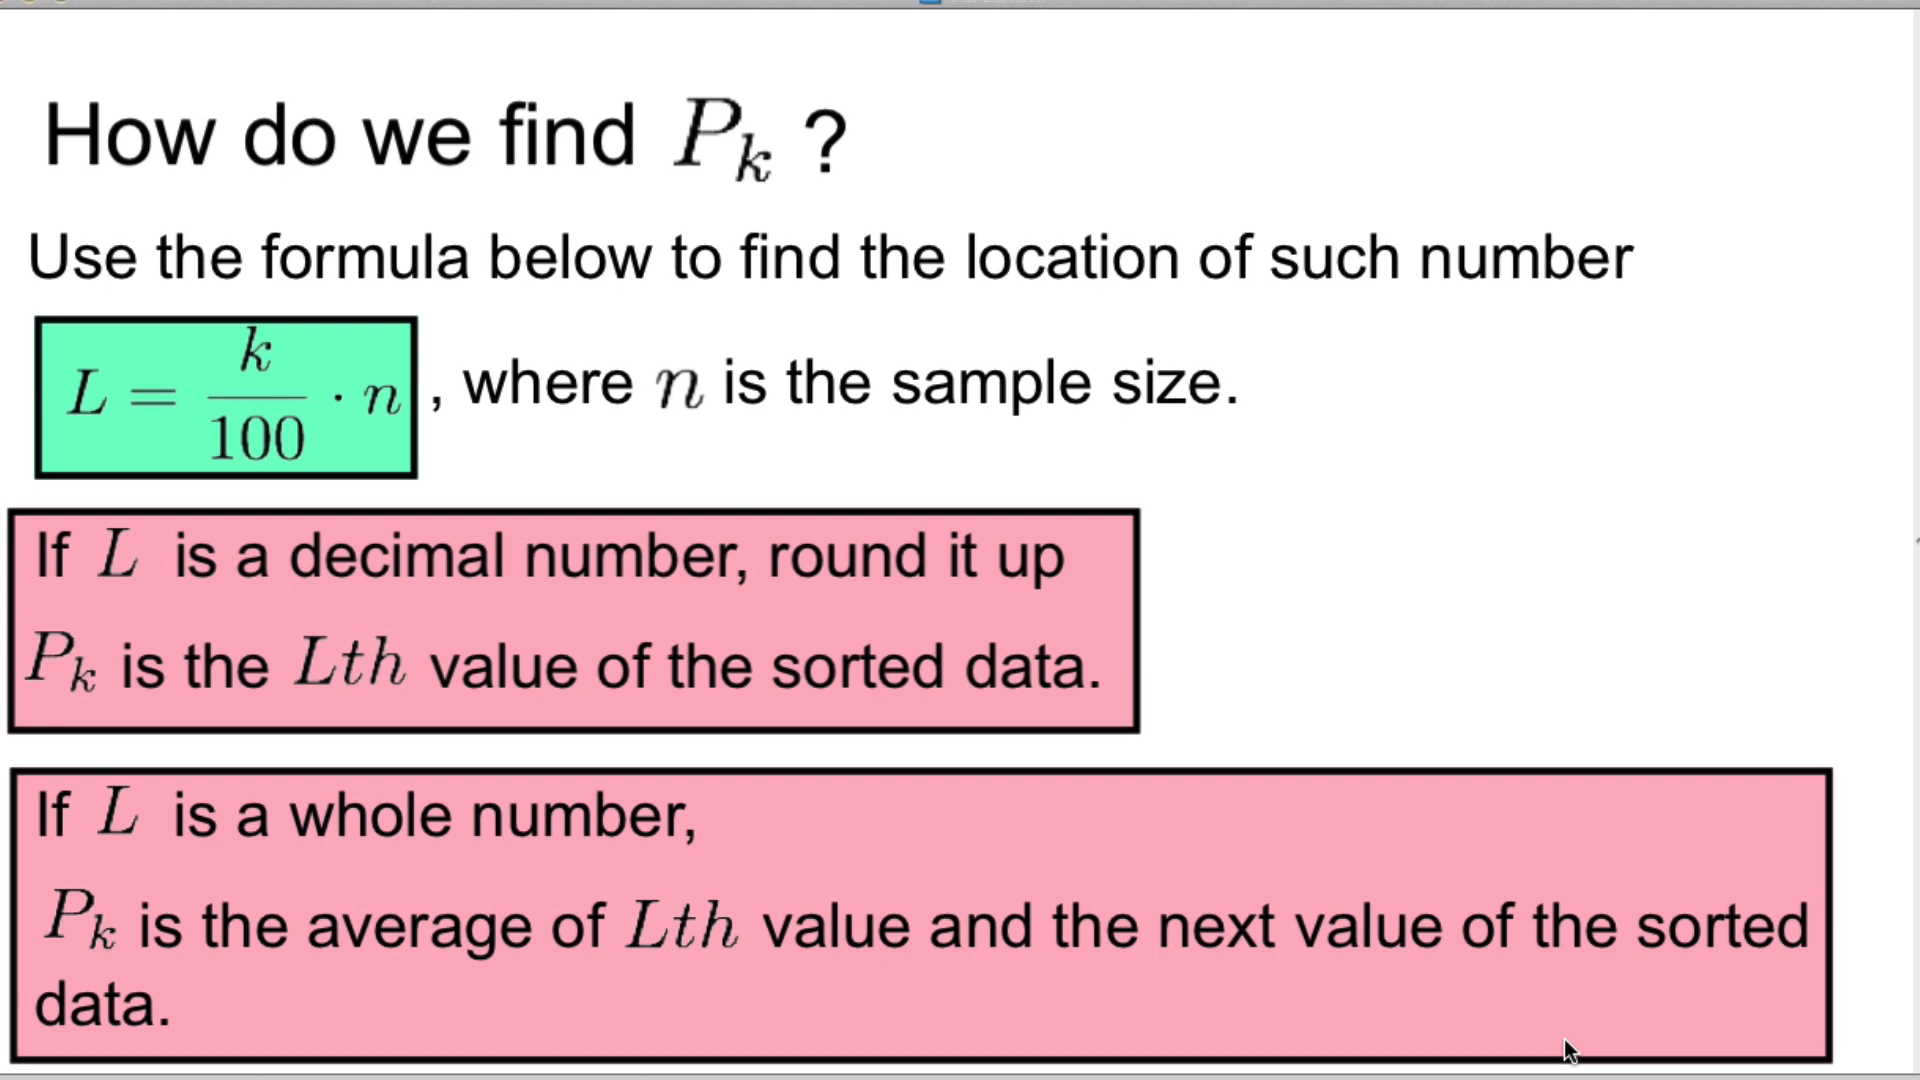 How do we find P_k ?
Use the formula below to find the location of such number
L = k/100 · n , where n is the sample size.
If L is a decimal number, round it up
P_k is the Lth value of the sorted data.
If L is a whole number,
P_k is the average of Lth value and the next value of the sorted
data.